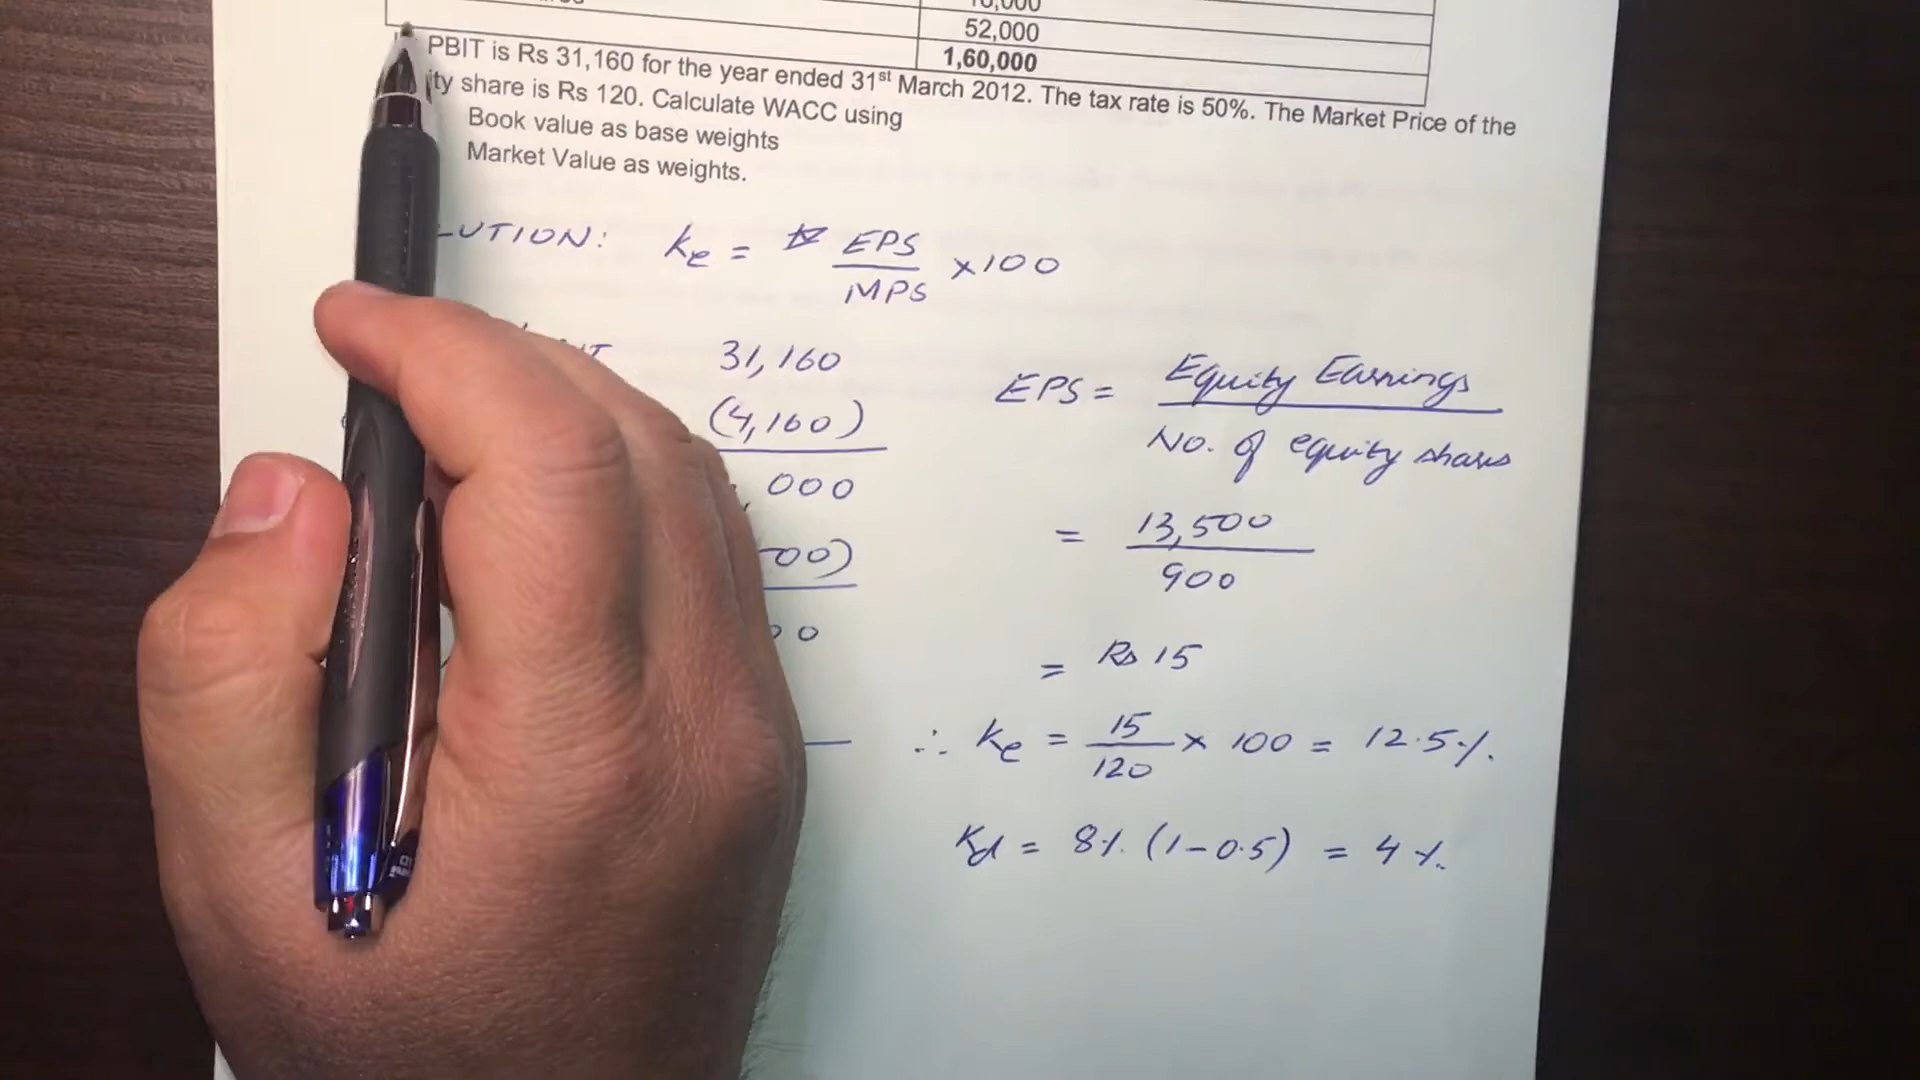 52,000
1,60,000
PBIT is Rs 31,160 for the year ended 31st March 2012. The tax rate is 50%. The Market Price of the
ity share is Rs 120. Calculate WACC using
Book value as base weights
Market Value as weights.
LUTION: Ke = EPS / MPS ×100
31,160
(4,160)
000
00)
00
EPS = Equity Earnings / No. of equity shares
= 13,500 / 900
= Rs 15
∴ Ke = 15 / 120 × 100 = 12.5%.
Kd = 8%. (1-0.5) = 4%.